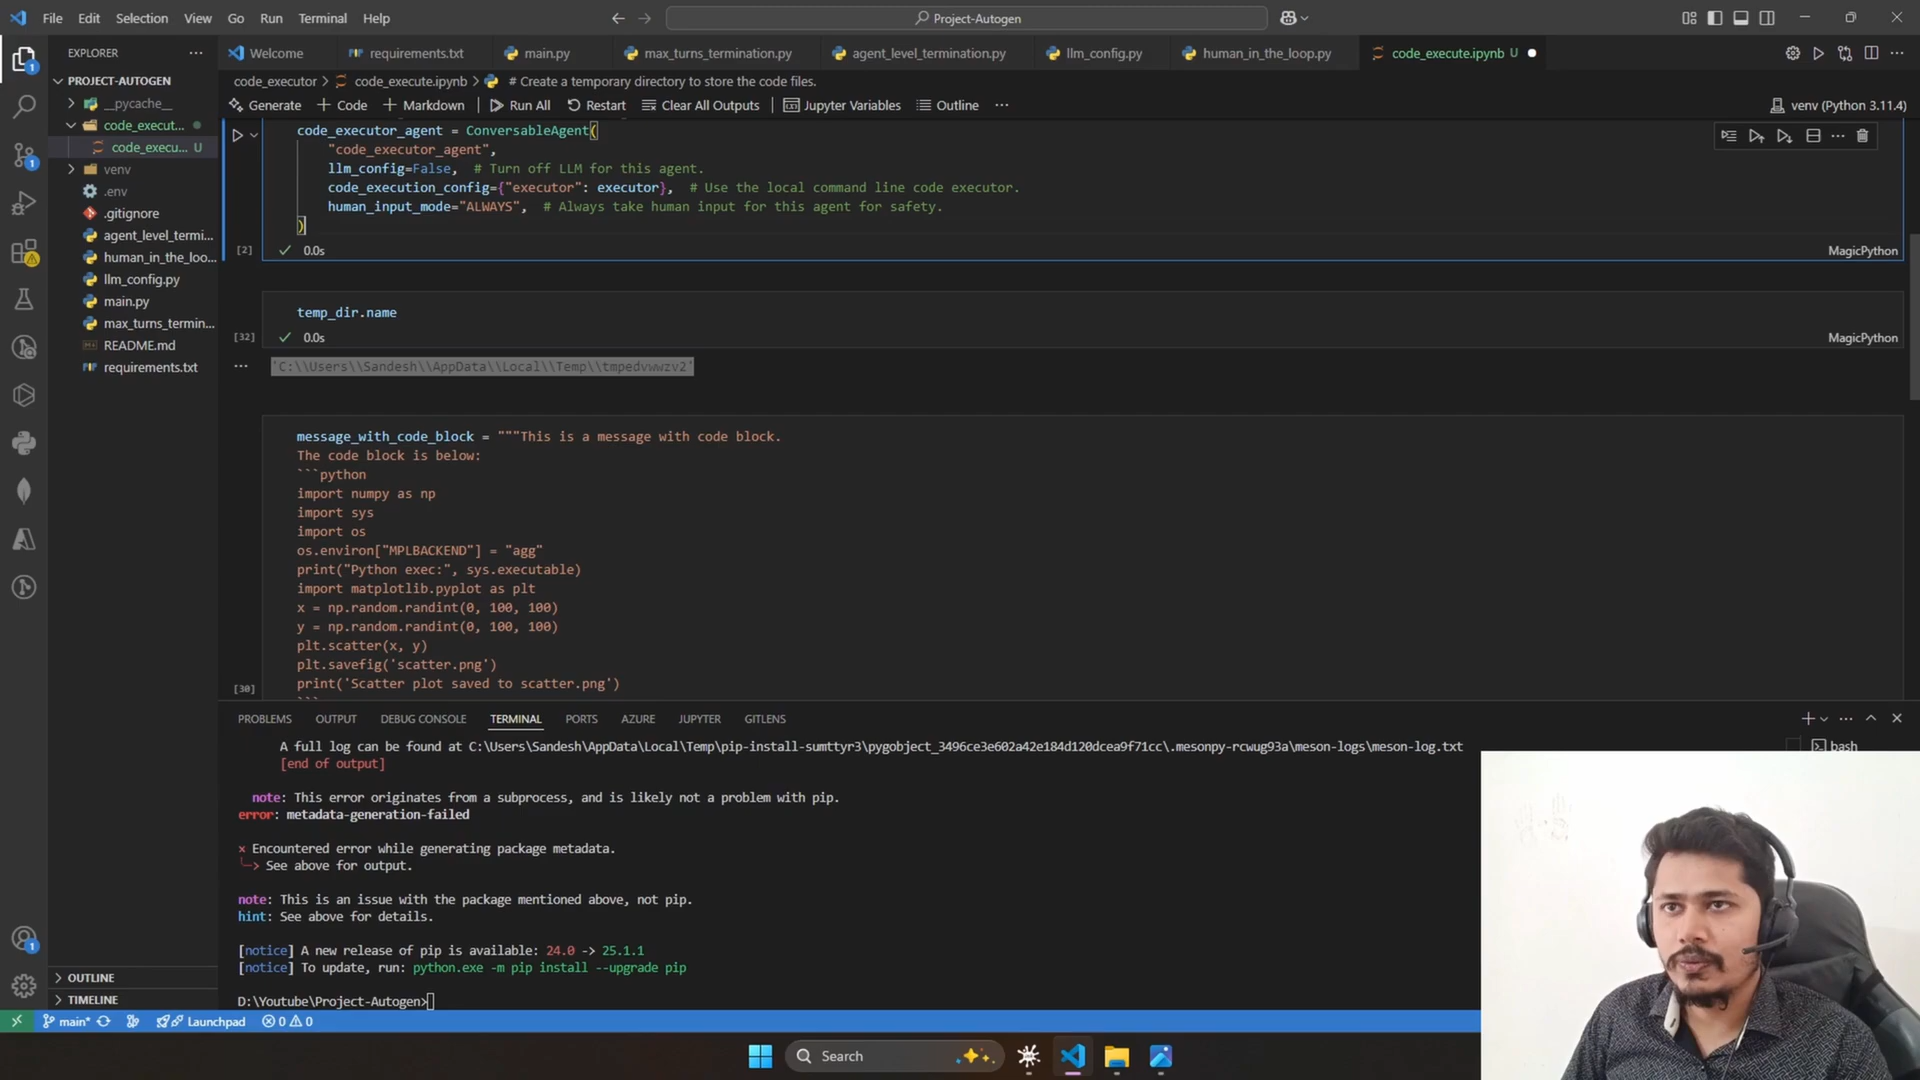 File Edit Selection View Go Run Terminal Help
Project-Autogen
EXPLORER
Welcome requirements.txt main.py max_turns_termination.py agent_level_termination.py llm_config.py human_in_the_loop.py code_execute.ipynb U
PROJECT-AUTOGEN
code_executor > code_execute.ipynb > # Create a temporary directory to store the code files.
__pycache__
Generate + Code + Markdown Run All Restart Clear All Outputs Jupyter Variables Outline ... venv (Python 3.11.4)
code_execut...
code_execu... U
venv
.env
.gitignore
agent_level_termi...
human_in_the_loo...
llm_config.py
main.py
max_turns_termin...
README.md
requirements.txt
code_executor_agent = ConversableAgent(
"code_executor_agent",
llm_config=False, # Turn off LLM for this agent.
code_execution_config={"executor": executor}, # Use the local command line code executor.
human_input_mode="ALWAYS", # Always take human input for this agent for safety.
)
[2] 0.0s MagicPython
temp_dir.name
[32] 0.0s MagicPython
'C:\\Users\\Sandesh\\AppData\\Local\\Temp\\tmpedvwwzv2'
message_with_code_block = """This is a message with code block.
The code block is below:
```python
import numpy as np
import sys
import os
os.environ["MPLBACKEND"] = "agg"
print("Python exec:", sys.executable)
import matplotlib.pyplot as plt
x = np.random.randint(0, 100, 100)
y = np.random.randint(0, 100, 100)
plt.scatter(x, y)
plt.savefig('scatter.png')
print('Scatter plot saved to scatter.png')
[30]
PROBLEMS OUTPUT DEBUG CONSOLE TERMINAL PORTS AZURE JUPYTER GITLENS
A full log can be found at C:\Users\Sandesh\AppData\Local\Temp\pip-install-sumttyr3\pygobject_3496ce3e602a42e184d120dcea9f71cc\.mesonpy-rcwug93a\meson-logs\meson-log.txt
bash
[end of output]
note: This error originates from a subprocess, and is likely not a problem with pip.
error: metadata-generation-failed
× Encountered error while generating package metadata.
╰─> See above for output.
note: This is an issue with the package mentioned above, not pip.
hint: See above for details.
[notice] A new release of pip is available: 24.0 -> 25.1.1
[notice] To update, run: python.exe -m pip install --upgrade pip
D:\Youtube\Project-Autogen>
OUTLINE
TIMELINE
main* Launchpad 0 0
Search